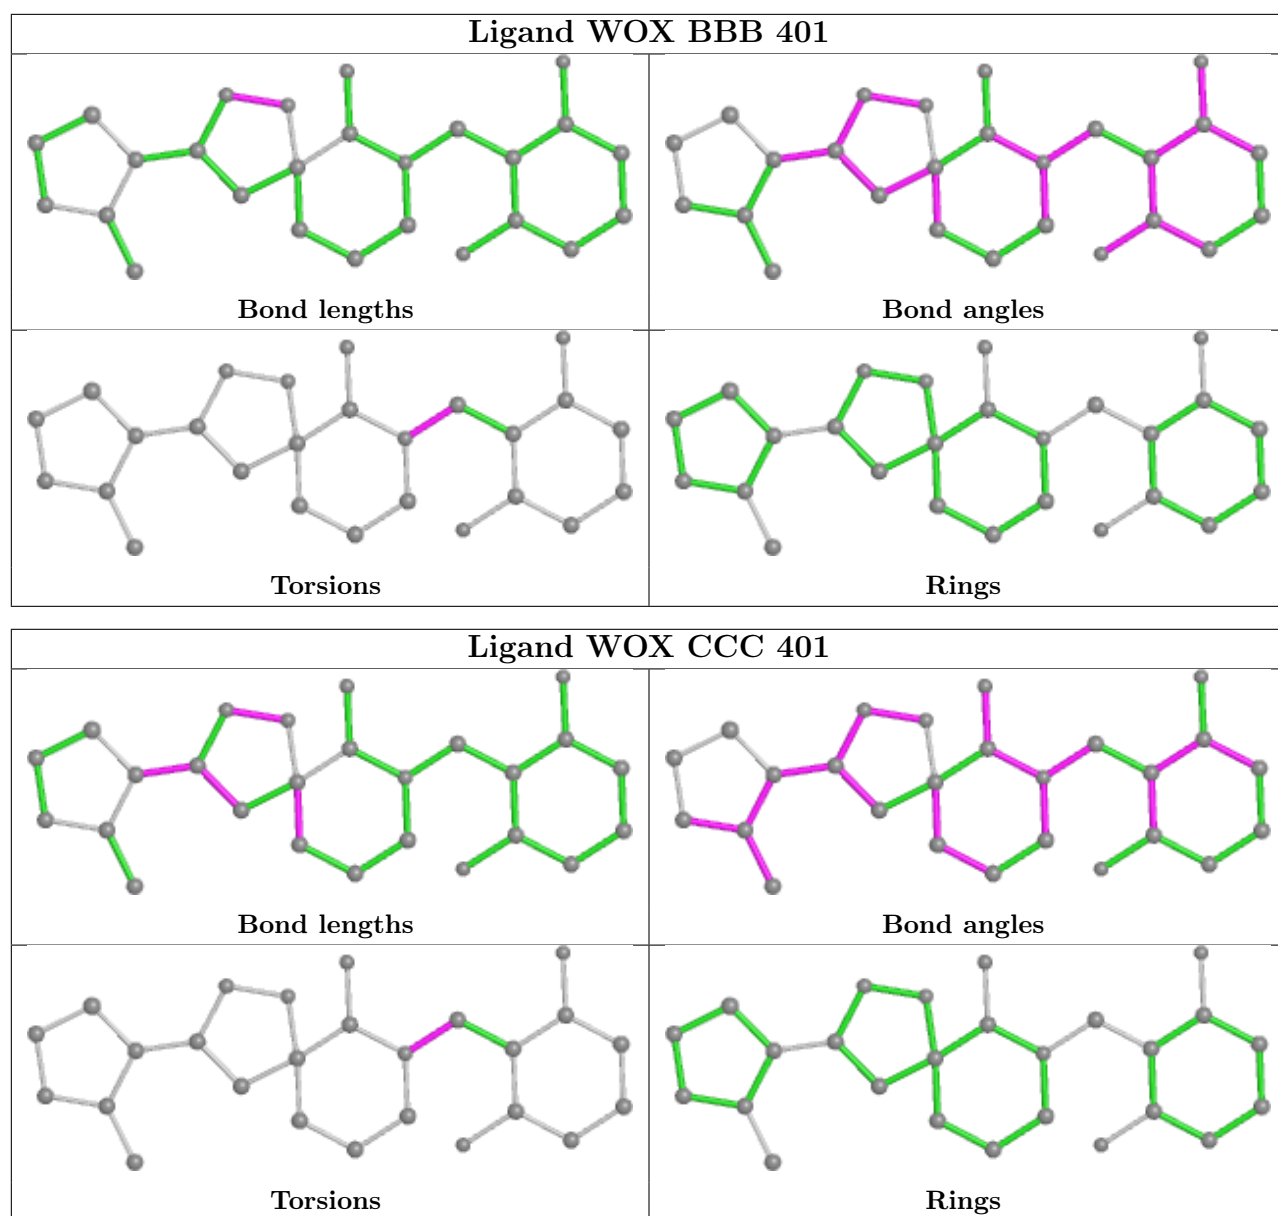 Ligand WOX BBB 401
Bond lengths
Bond angles
Torsions
Rings
Ligand WOX CCC 401
Bond lengths
Bond angles
Torsions
Rings